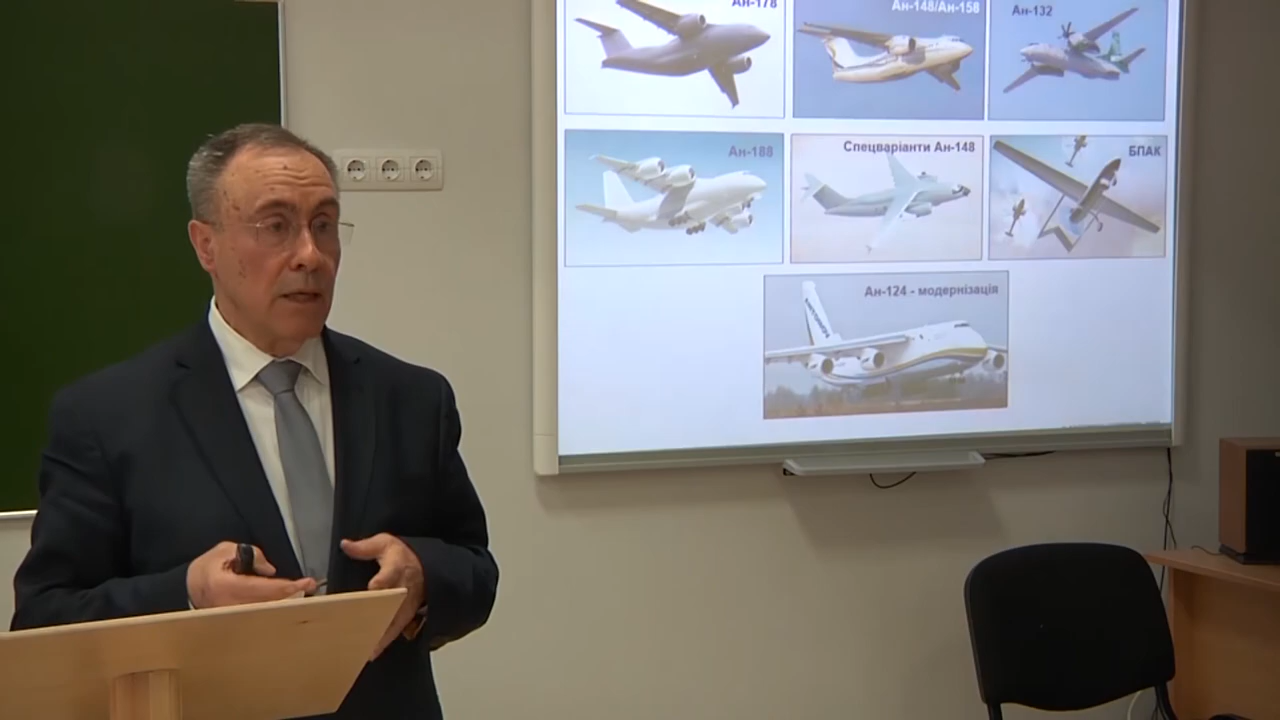 Ан-178
Ан-148/Ан-158
Ан-132
Ан-188
Спецваріанти Ан-148
БПАК
Ан-124 - модернізація